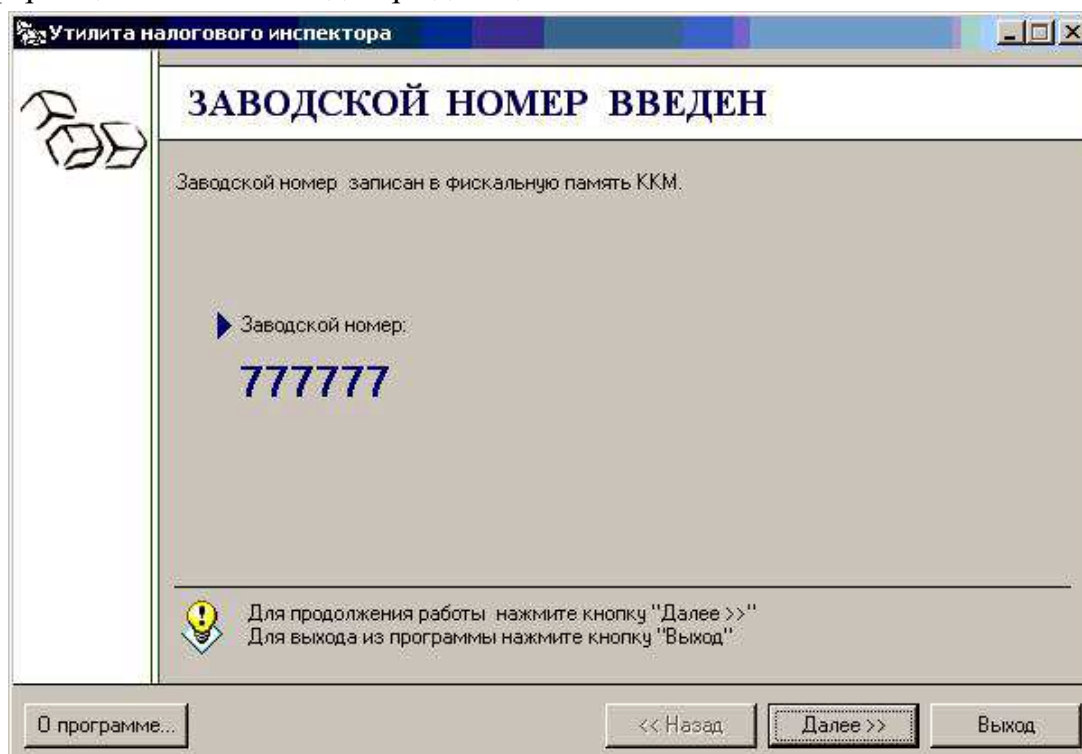 Утилита налогового инспектора
ЗАВОДСКОЙ НОМЕР ВВЕДЕН
Заводской номер записан в фискальную память ККМ.
Заводской номер:
777777
Для продолжения работы нажмите кнопку "Далее >>"
Для выхода из программы нажмите кнопку "Выход"
О программе...
<< Назад
Далее >>
Выход